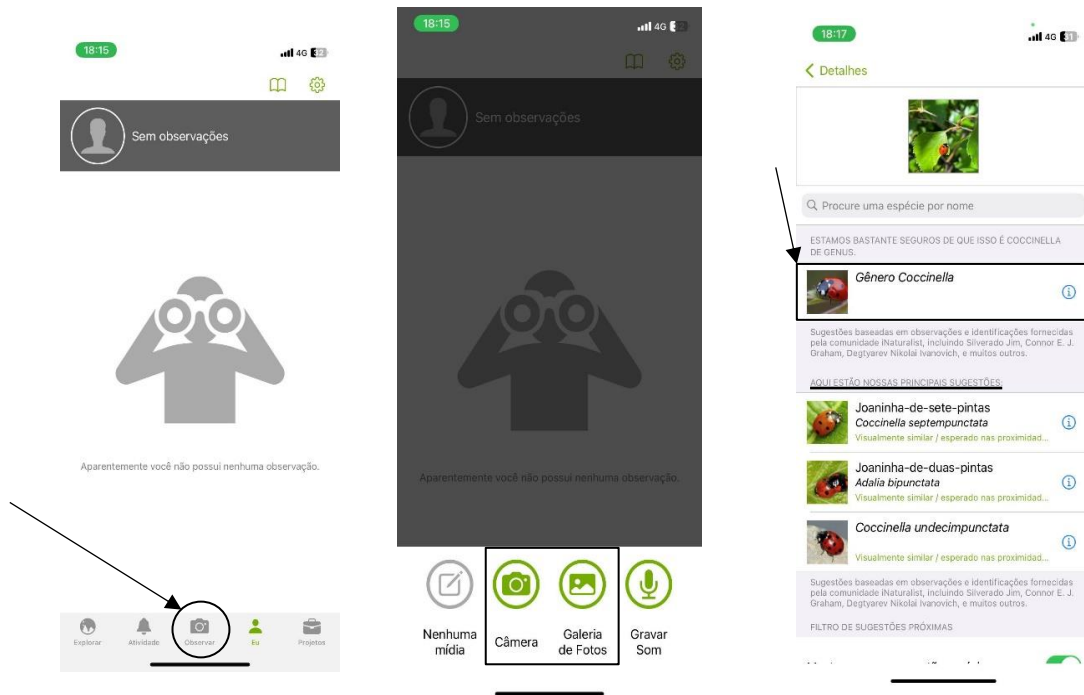 18:15
4G 32
Sem observações
Aparentemente você não possui nenhuma observação.
Explorar
Atividade
Observar
Eu
Projetos
18:15
4G
Sem observações
Aparentemente você não possui nenhuma observação.
Nenhuma mídia
Câmera
Galeria de Fotos
Gravar Som
18:17
4G 31
Detalhes
Procure uma espécie por nome
ESTAMOS BASTANTE SEGUROS DE QUE ISSO É COCCINELLA
DE GENUS.
Gênero Coccinella
Sugestões baseadas em observações e identificações fornecidas
pela comunidade iNaturalist, incluindo Silverado Jim, Connor E. J.
Graham, Degtyarev Nikolai Ivanovich, e muitos outros.
AQUI ESTÃO NOSSAS PRINCIPAIS SUGESTÕES:
Joaninha-de-sete-pintas
Coccinella septempunctata
Visualmente similar / esperado nas proximidad...
Joaninha-de-duas-pintas
Adalia bipunctata
Visualmente similar / esperado nas proximidad...
Coccinella undecimpunctata
Visualmente similar / esperado nas proximidad...
Sugestões baseadas em observações e identificações fornecidas
pela comunidade iNaturalist, incluindo Silverado Jim, Connor E. J.
Graham, Degtyarev Nikolai Ivanovich, e muitos outros.
FILTRO DE SUGESTÕES PRÓXIMAS